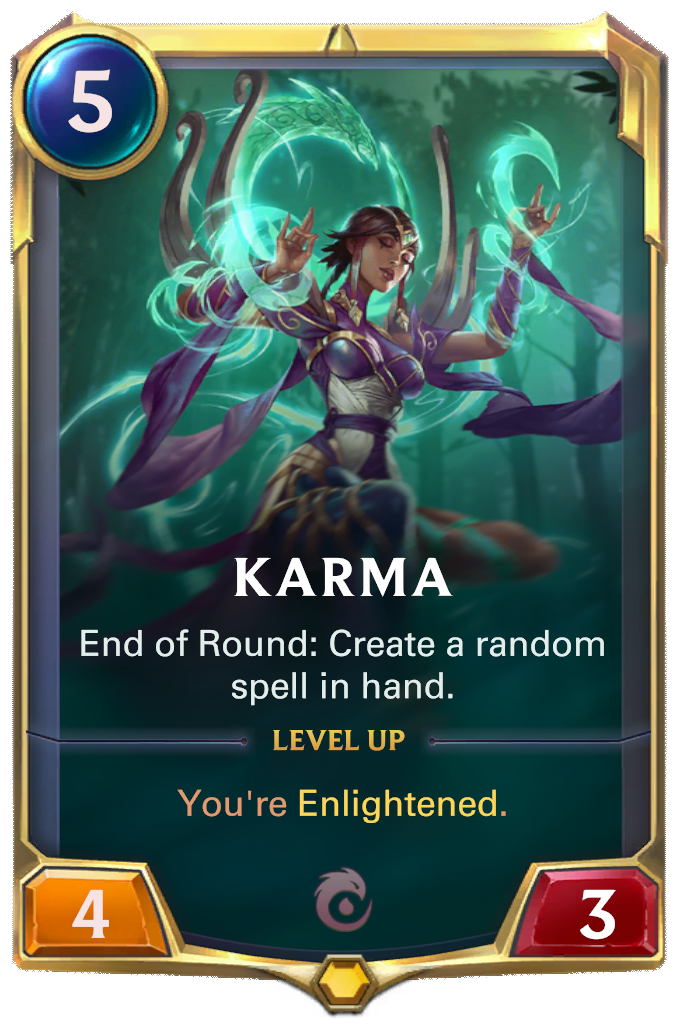 5
KARMA
End of Round: Create a random
spell in hand.
LEVEL UP
You're Enlightened.
4
3